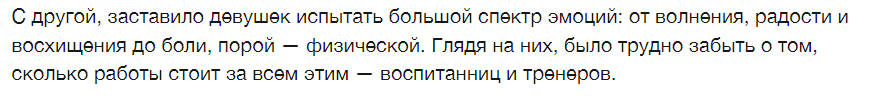 С другой, заставило девушек испытать большой спектр эмоций: от волнения, радости и
восхищения до боли, порой — физической. Глядя на них, было трудно забыть о том,
сколько работы стоит за всем этим — воспитанниц и тренеров.